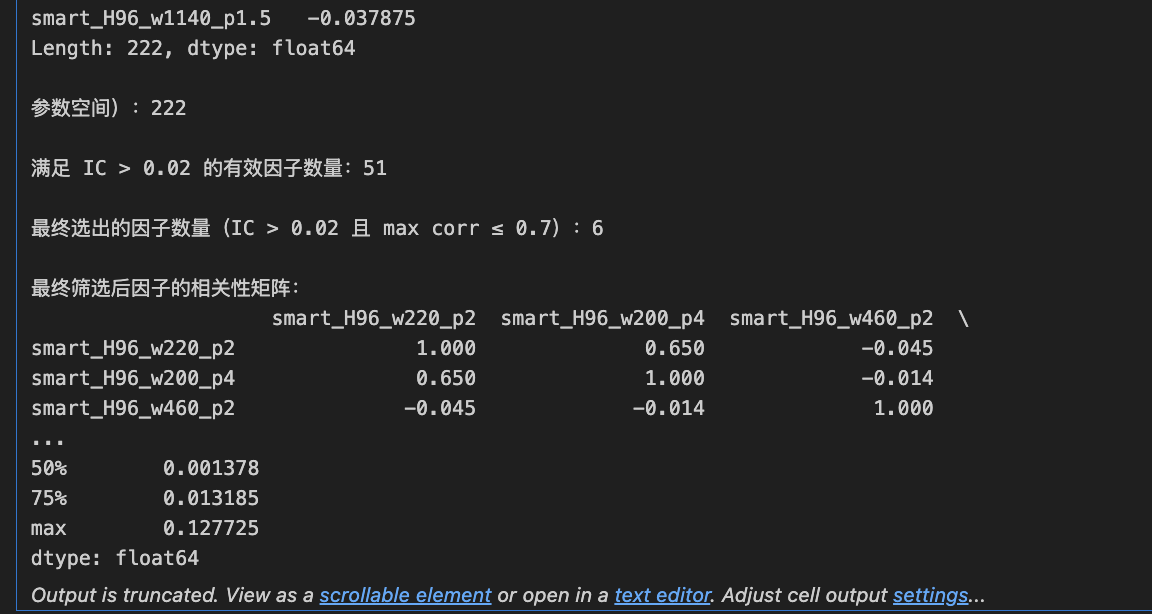 smart_H96_w1140_p1.5   -0.037875
Length: 222, dtype: float64
参数空间）: 222
满足 IC > 0.02 的有效因子数量: 51
最终选出的因子数量（IC > 0.02 且 max corr ≤ 0.7）: 6
最终筛选后因子的相关性矩阵:
smart_H96_w220_p2  smart_H96_w200_p4  smart_H96_w460_p2  \
smart_H96_w220_p2              1.000              0.650             -0.045
smart_H96_w200_p4              0.650              1.000             -0.014
smart_H96_w460_p2             -0.045             -0.014              1.000
...
50%        0.001378
75%        0.013185
max        0.127725
dtype: float64
Output is truncated. View as a scrollable element or open in a text editor. Adjust cell output settings...